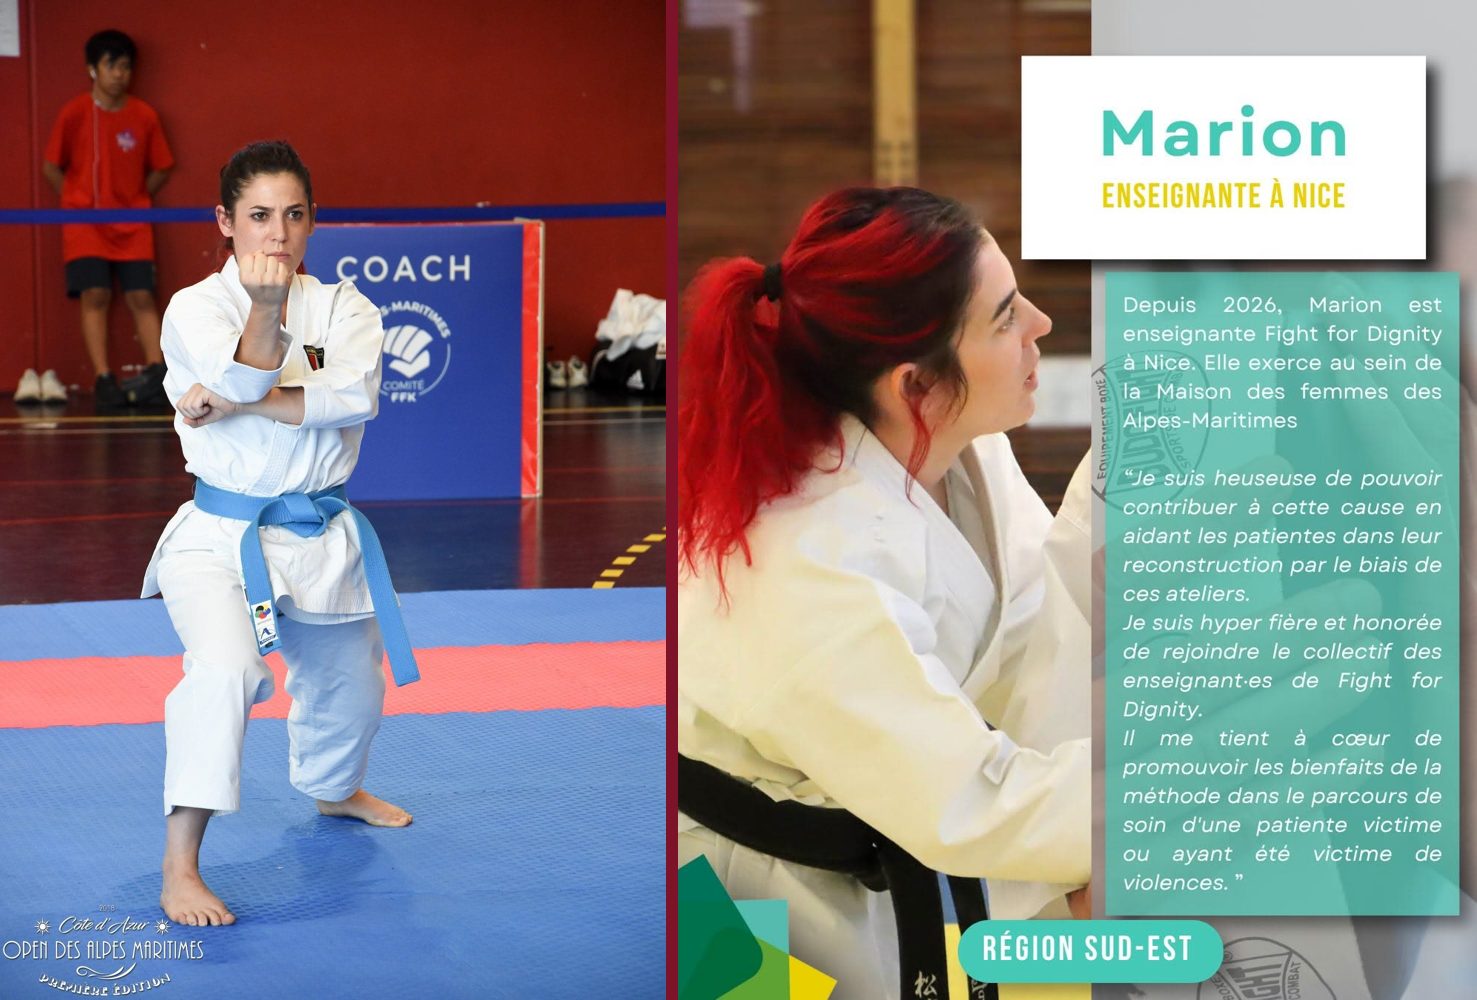 COACH
S-MARITIMES
COMITÉ
FFK
2018
Côte d'Azur
OPEN DES ALPES MARITIMES
PREMIÈRE ÉDITION
Marion
ENSEIGNANTE À NICE
Depuis 2026, Marion est
enseignante Fight for Dignity
à Nice. Elle exerce au sein de
la Maison des femmes des
Alpes-Maritimes
“Je suis heuseuse de pouvoir
contribuer à cette cause en
aidant les patientes dans leur
reconstruction par le biais de
ces ateliers.
Je suis hyper fière et honorée
de rejoindre le collectif des
enseignant·es de Fight for
Dignity.
Il me tient à cœur de
promouvoir les bienfaits de la
méthode dans le parcours de
soin d'une patiente victime
ou ayant été victime de
violences. ”
RÉGION SUD-EST
EQUIPEMENT BOXE
BUDOFIGHT
松